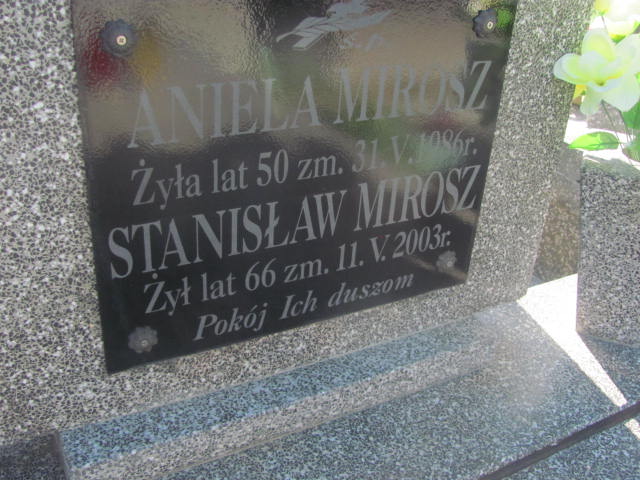 Ś. P.
ANIELA MIROSZ
Żyła lat 50 zm. 31. V. 1986r.
STANISŁAW MIROSZ
Żył lat 66 zm. 11. V. 2003r.
Pokój Ich duszom